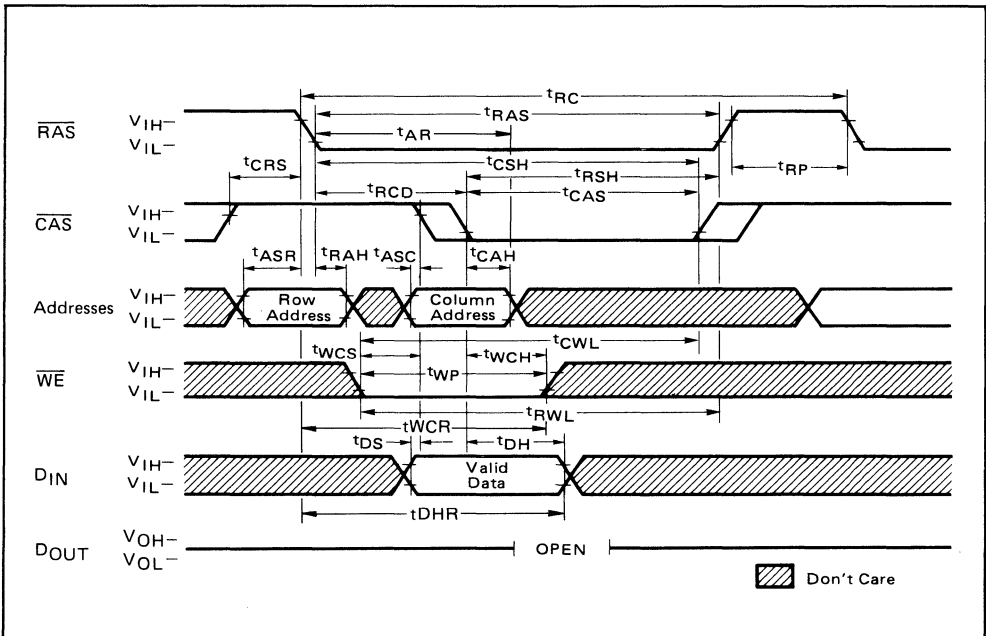 tRC
tRAS
RAS
VIH
VIL
tAR
tCSH
tCRS
tRSH
tRP
tRCD
tCAS
CAS
VIH
VIL
tASR
tRAH
tASC
tCAH
Addresses
VIH
VIL
Row
Address
Column
Address
tCWL
tWCS
tWCH
WE
VIH
VIL
tWP
tRWL
tWCR
tDS
tDH
DIN
VIH
VIL
Valid
Data
tDHR
DOUT
VOH
VOL
OPEN
Don't Care